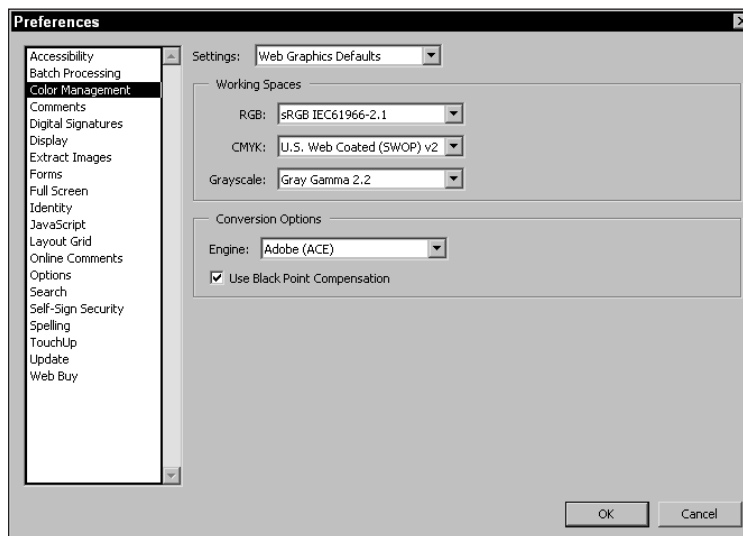 Preferences
Accessibility
Batch Processing
Color Management
Comments
Digital Signatures
Display
Extract Images
Forms
Full Screen
Identity
JavaScript
Layout Grid
Online Comments
Options
Search
Self-Sign Security
Spelling
TouchUp
Update
Web Buy
Settings: Web Graphics Defaults
Working Spaces
RGB: sRGB IEC61966-2.1
CMYK: U.S. Web Coated (SWOP) v2
Grayscale: Gray Gamma 2.2
Conversion Options
Engine: Adobe (ACE)
Use Black Point Compensation
OK Cancel